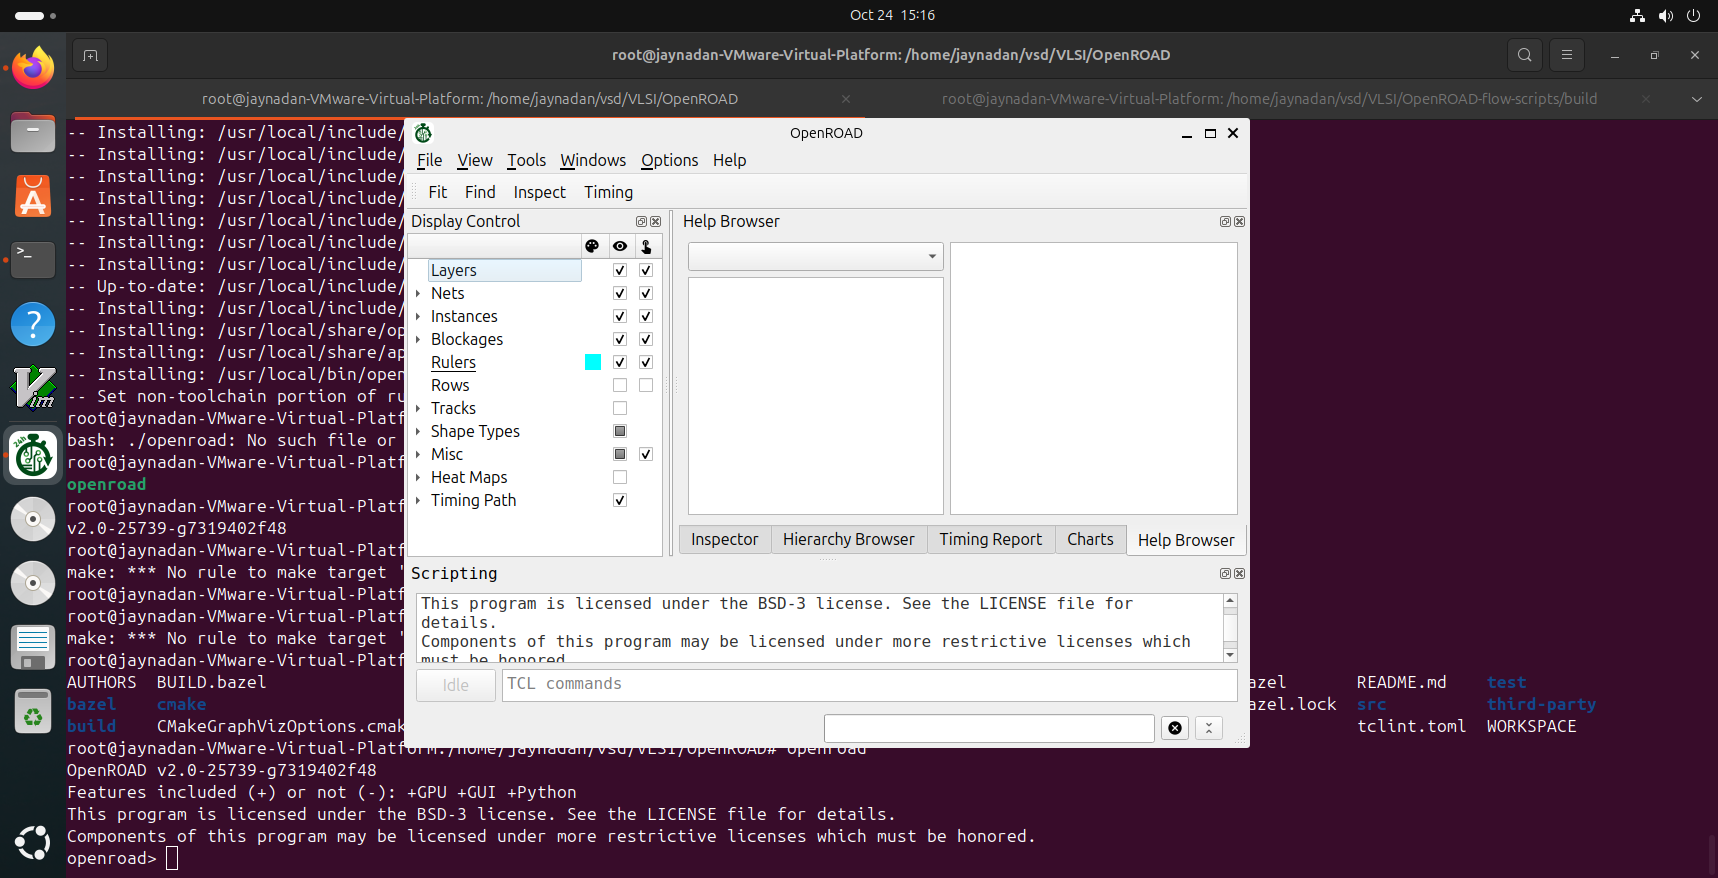 Oct 24 15:16
root@jaynadan-VMware-Virtual-Platform: /home/jaynadan/vsd/VLSI/OpenROAD
root@jaynadan-VMware-Virtual-Platform: /home/jaynadan/vsd/VLSI/OpenROAD
root@jaynadan-VMware-Virtual-Platform: /home/jaynadan/vsd/VLSI/OpenROAD-flow-scripts/build
-- Installing: /usr/local/include/
-- Installing: /usr/local/include/
-- Installing: /usr/local/include/
-- Installing: /usr/local/include/
-- Installing: /usr/local/include/
-- Installing: /usr/local/include/
-- Installing: /usr/local/include/
-- Up-to-date: /usr/local/include/
-- Installing: /usr/local/include/
-- Installing: /usr/local/share/op
-- Installing: /usr/local/share/ap
-- Installing: /usr/local/bin/open
-- Set non-toolchain portion of ru
root@jaynadan-VMware-Virtual-Platf
bash: ./openroad: No such file or
root@jaynadan-VMware-Virtual-Platf
openroad
root@jaynadan-VMware-Virtual-Platf
v2.0-25739-g7319402f48
root@jaynadan-VMware-Virtual-Platf
make: *** No rule to make target '
root@jaynadan-VMware-Virtual-Platf
root@jaynadan-VMware-Virtual-Platf
make: *** No rule to make target '
root@jaynadan-VMware-Virtual-Platf
AUTHORS BUILD.bazel azel README.md test
bazel cmake azel.lock src third-party
build CMakeGraphVizOptions.cmak tclint.toml WORKSPACE
root@jaynadan-VMware-Virtual-Platform:/home/jaynadan/vsd/VLSI/OpenROAD# openroad
OpenROAD v2.0-25739-g7319402f48
Features included (+) or not (-): +GPU +GUI +Python
This program is licensed under the BSD-3 license. See the LICENSE file for details.
Components of this program may be licensed under more restrictive licenses which must be honored.
openroad>
OpenROAD
File View Tools Windows Options Help
Fit Find Inspect Timing
Display Control
Layers
Nets
Instances
Blockages
Rulers
Rows
Tracks
Shape Types
Misc
Heat Maps
Timing Path
Help Browser
Inspector Hierarchy Browser Timing Report Charts Help Browser
Scripting
This program is licensed under the BSD-3 license. See the LICENSE file for
details.
Components of this program may be licensed under more restrictive licenses which
must be honored
Idle TCL commands
24h
Vim